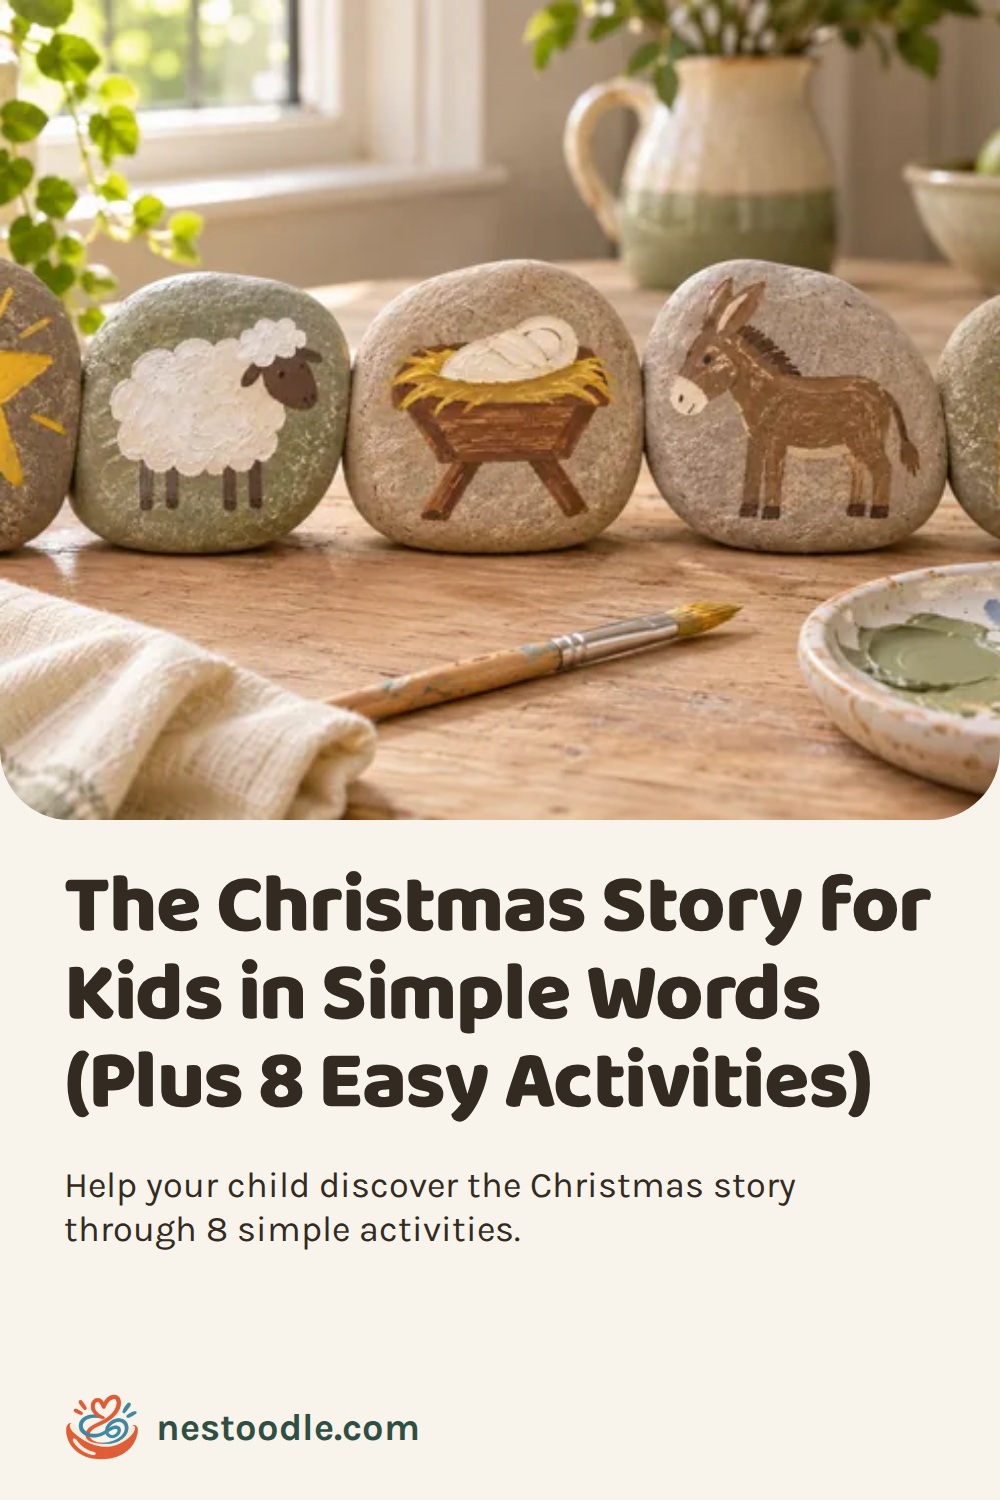 The Christmas Story for
Kids in Simple Words
(Plus 8 Easy Activities)
Help your child discover the Christmas story
through 8 simple activities.
nestoodle.com